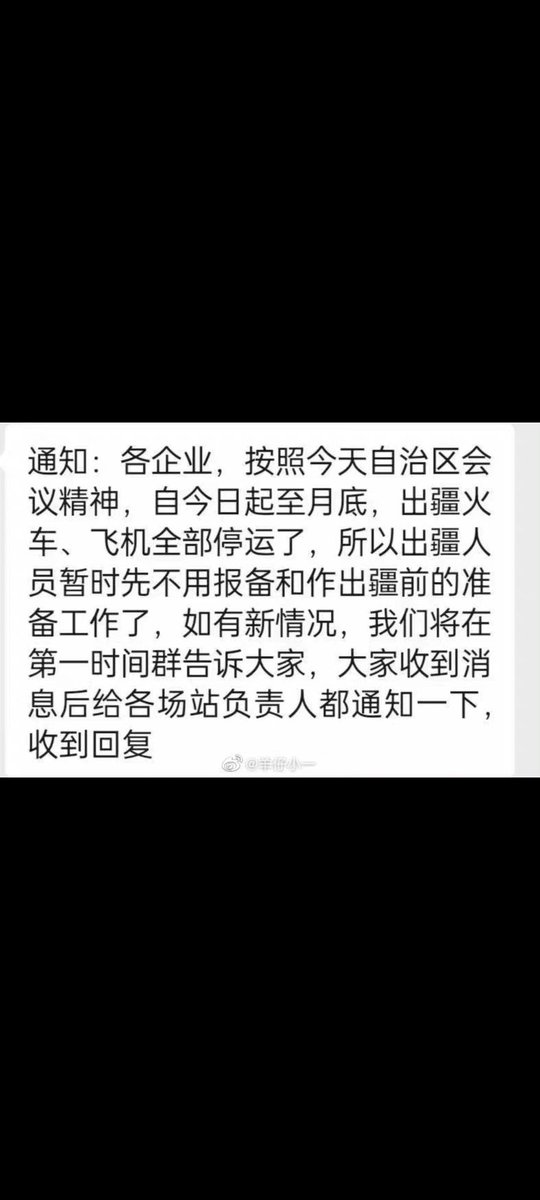 通知：各企业，按照今天自治区会
议精神，自今日起至月底，出疆火
车、飞机全部停运了，所以出疆人
员暂时先不用报备和作出疆前的准
备工作了，如有新情况，我们将在
第一时间群告诉大家，大家收到消
息后给各场站负责人都通知一下，
收到回复
@羊仔小一